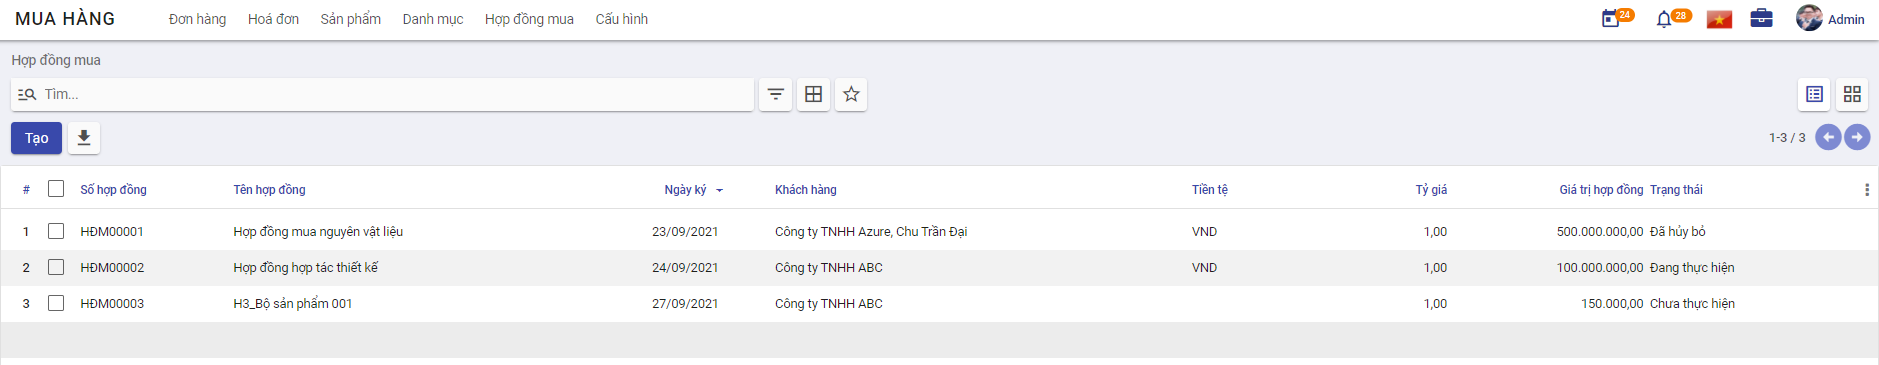 MUA HÀNG Đơn hàng Hoá đơn Sản phẩm Danh mục Hợp đồng mua Cấu hình 24 28 Admin
Hợp đồng mua
Tìm...
Tạo 1-3 / 3
# Số hợp đồng Tên hợp đồng Ngày ký Khách hàng Tiền tệ Tỷ giá Giá trị hợp đồng Trạng thái
1 HĐM00001 Hợp đồng mua nguyên vật liệu 23/09/2021 Công ty TNHH Azure, Chu Trần Đại VND 1,00 500.000.000,00 Đã hủy bỏ
2 HĐM00002 Hợp đồng hợp tác thiết kế 24/09/2021 Công ty TNHH ABC VND 1,00 100.000.000,00 Đang thực hiện
3 HĐM00003 H3_Bộ sản phẩm 001 27/09/2021 Công ty TNHH ABC 1,00 150.000,00 Chưa thực hiện